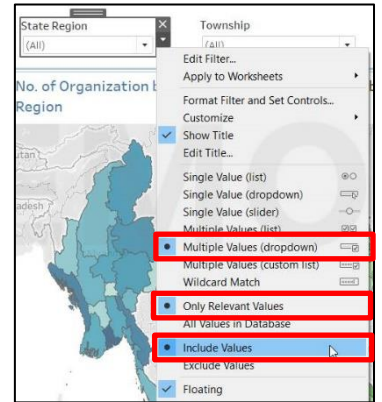 State Region
Township
(All)
(All)
Edit Filter...
Apply to Worksheets
No. of Organization b
Region
Format Filter and Set Controls...
Customize
Show Title
Edit Title...
Single Value (list)
Single Value (dropdown)
Single Value (slider)
Multiple Values (list)
Multiple Values (dropdown)
Multiple Values (custom list)
Wildcard Match
Only Relevant Values
All Values in Database
Include Values
Exclude Values
Floating
utan
adesh